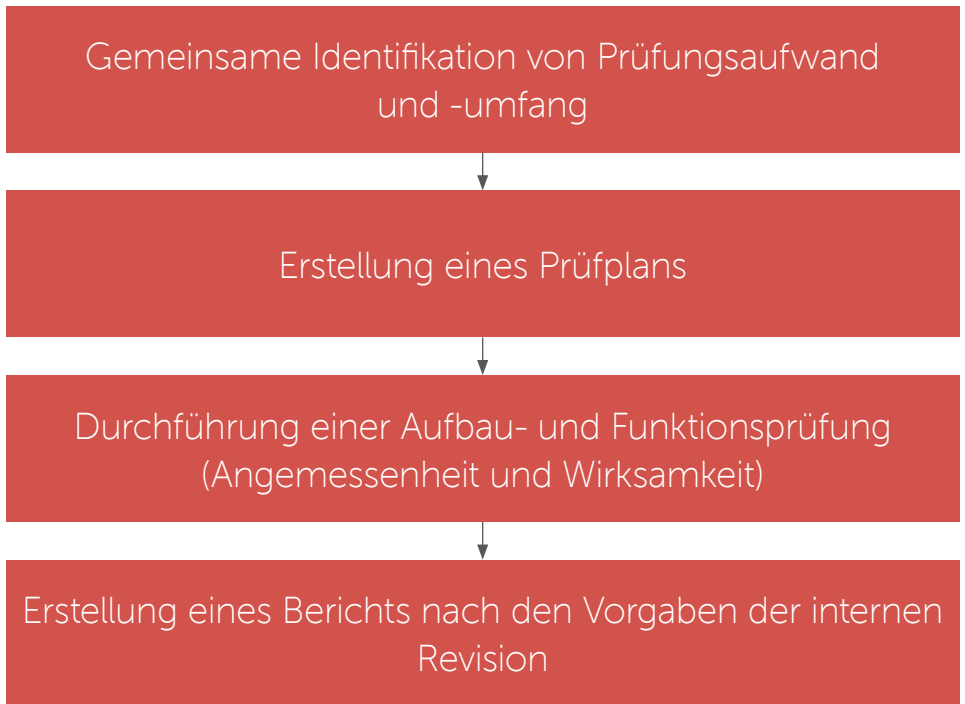 Gemeinsame Identifikation von Prüfungsaufwand
und -umfang
Erstellung eines Prüfplans
Durchführung einer Aufbau- und Funktionsprüfung
(Angemessenheit und Wirksamkeit)
Erstellung eines Berichts nach den Vorgaben der internen
Revision